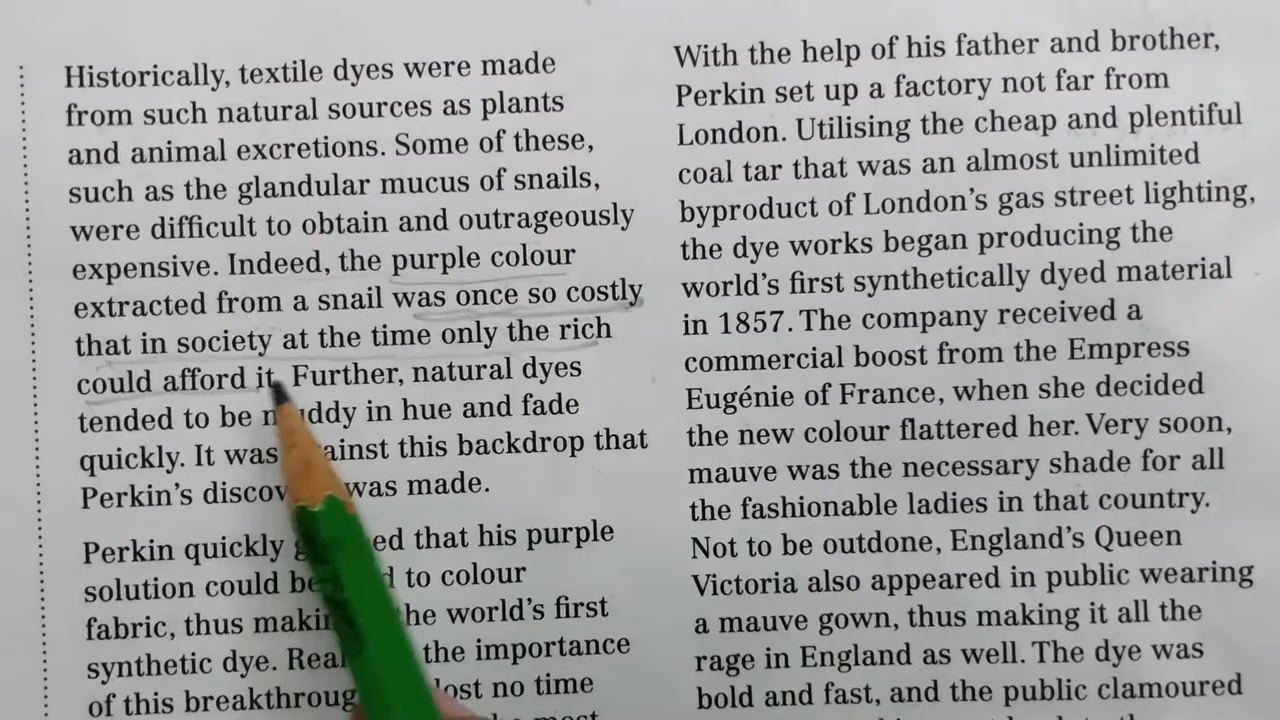 Historically, textile dyes were made
from such natural sources as plants
and animal excretions. Some of these,
such as the glandular mucus of snails,
were difficult to obtain and outrageously
expensive. Indeed, the purple colour
extracted from a snail was once so costly
that in society at the time only the rich
could afford it. Further, natural dyes
tended to be muddy in hue and fade
quickly. It was against this backdrop that
Perkin's discovery was made.
Perkin quickly ed that his purple
solution could be to colour
fabric, thus making the world's first
synthetic dye. the importance
of this breakthrough lost no time
most
With the help of his father and brother,
Perkin set up a factory not far from
London. Utilising the cheap and plentiful
coal tar that was an almost unlimited
byproduct of London's gas street lighting,
the dye works began producing the
world's first synthetically dyed material
in 1857. The company received a
commercial boost from the Empress
Eugénie of France, when she decided
the new colour flattered her. Very soon,
mauve was the necessary shade for all
the fashionable ladies in that country.
Not to be outdone, England's Queen
Victoria also appeared in public wearing
a mauve gown, thus making it all the
rage in England as well. The dye was
bold and fast, and the public clamoured